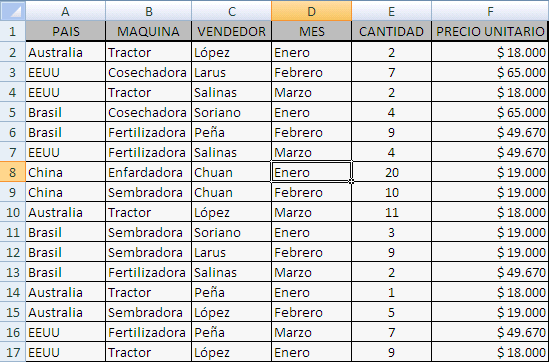 A B C D E F
1 PAIS MAQUINA VENDEDOR MES CANTIDAD PRECIO UNITARIO
2 Australia Tractor López Enero 2 $ 18.000
3 EEUU Cosechadora Larus Febrero 7 $ 65.000
4 EEUU Tractor Salinas Marzo 2 $ 18.000
5 Brasil Cosechadora Soriano Enero 4 $ 65.000
6 Brasil Fertilizadora Peña Febrero 9 $ 49.670
7 EEUU Fertilizadora Salinas Marzo 4 $ 49.670
8 China Enfardadora Chuan Enero 20 $ 19.000
9 China Sembradora Chuan Febrero 10 $ 19.000
10 Australia Tractor López Marzo 11 $ 18.000
11 Brasil Sembradora Soriano Enero 3 $ 19.000
12 Brasil Sembradora Larus Febrero 9 $ 19.000
13 Brasil Fertilizadora Salinas Marzo 2 $ 49.670
14 Australia Tractor Peña Enero 1 $ 18.000
15 Australia Sembradora López Febrero 5 $ 19.000
16 EEUU Fertilizadora Peña Marzo 7 $ 49.670
17 EEUU Tractor López Enero 9 $ 18.000